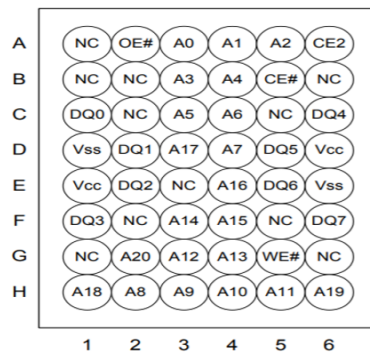 A NC OE# A0 A1 A2 CE2
B NC NC A3 A4 CE# NC
C DQ0 NC A5 A6 NC DQ4
D Vss DQ1 A17 A7 DQ5 Vcc
E Vcc DQ2 NC A16 DQ6 Vss
F DQ3 NC A14 A15 NC DQ7
G NC A20 A12 A13 WE# NC
H A18 A8 A9 A10 A11 A19
1 2 3 4 5 6